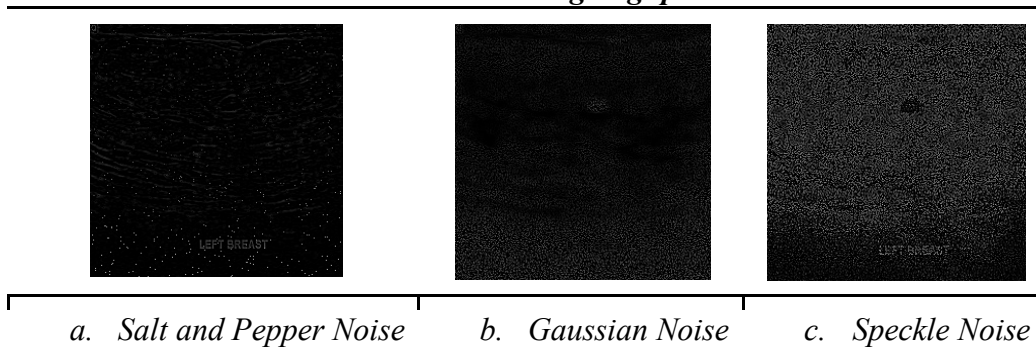 LEFT BREAST
LEFT BREAST
a. Salt and Pepper Noise
b. Gaussian Noise
c. Speckle Noise